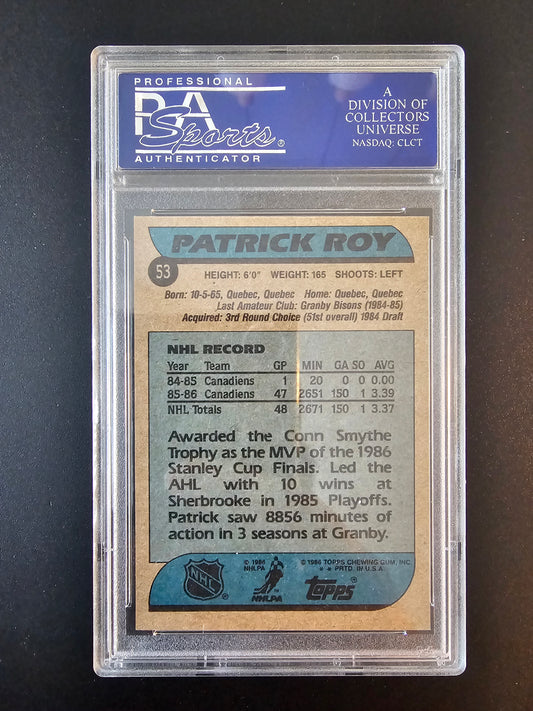 PROFESSIONAL
PSA
Sports®
AUTHENTICATOR
A
DIVISION OF
COLLECTORS
UNIVERSE
NASDAQ: CLCT
PATRICK ROY
53
HEIGHT: 6'0" WEIGHT: 165 SHOOTS: LEFT
Born: 10-5-65, Quebec, Quebec Home: Quebec, Quebec
Last Amateur Club: Granby Bisons (1984-85)
Acquired: 3rd Round Choice (51st overall) 1984 Draft
NHL RECORD
Year Team GP MIN GA SO AVG
84-85 Canadiens 1 20 0 0 0.00
85-86 Canadiens 47 2651 150 1 3.39
NHL Totals 48 2671 150 1 3.37
Awarded the Conn Smythe
Trophy as the MVP of the 1986
Stanley Cup Finals. Led the
AHL with 10 wins at
Sherbrooke in 1985 Playoffs.
Patrick saw 8856 minutes of
action in 3 seasons at Granby.
NHL
®
© 1986
NHLPA
NHLPA™
© 1986 TOPPS CHEWING GUM, INC.
** PRTD. IN U.S.A.
topps®